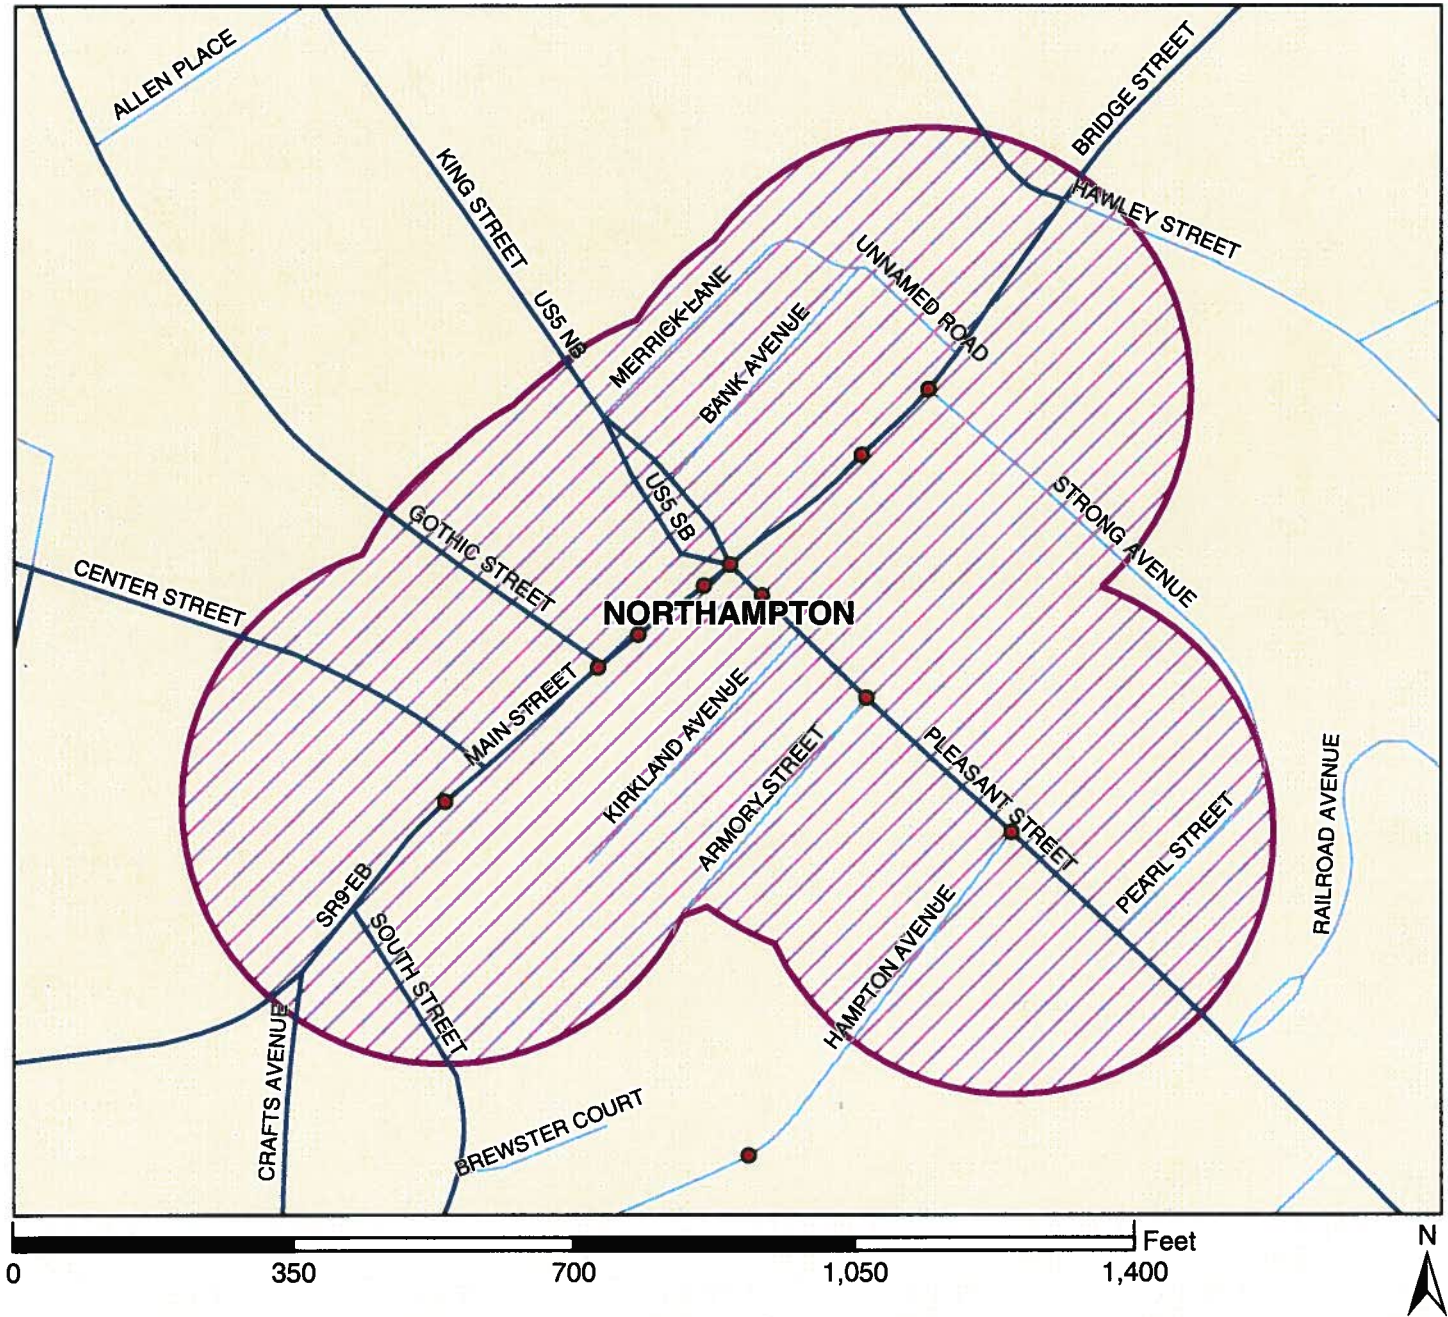 ALLEN PLACE
BRIDGE STREET
KING STREET
HAWLEY STREET
UNNAMED ROAD
MERRICK LANE
US5 NB
BANK AVENUE
US5 SB
STRONG AVENUE
GOTHIC STREET
CENTER STREET
NORTHAMPTON
MAIN STREET
KIRKLAND AVENUE
ARMORY STREET
PLEASANT STREET
PEARL STREET
RAILROAD AVENUE
SR9 EB
SOUTH STREET
HAMPTON AVENUE
CRAFTS AVENUE
BREWSTER COURT
Feet
N
0 350 700 1,050 1,400